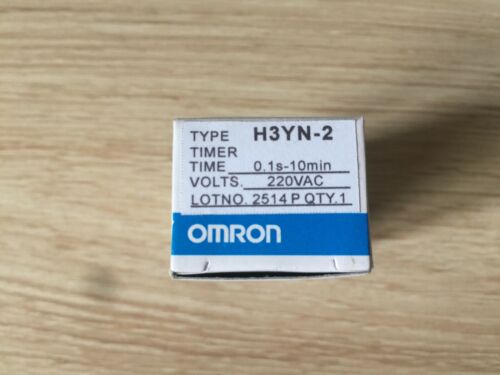 TYPE H3YN-2
TIMER
TIME 0.1s-10min
VOLTS. 220VAC
LOTNO. 2514 P QTY.1
OMRON